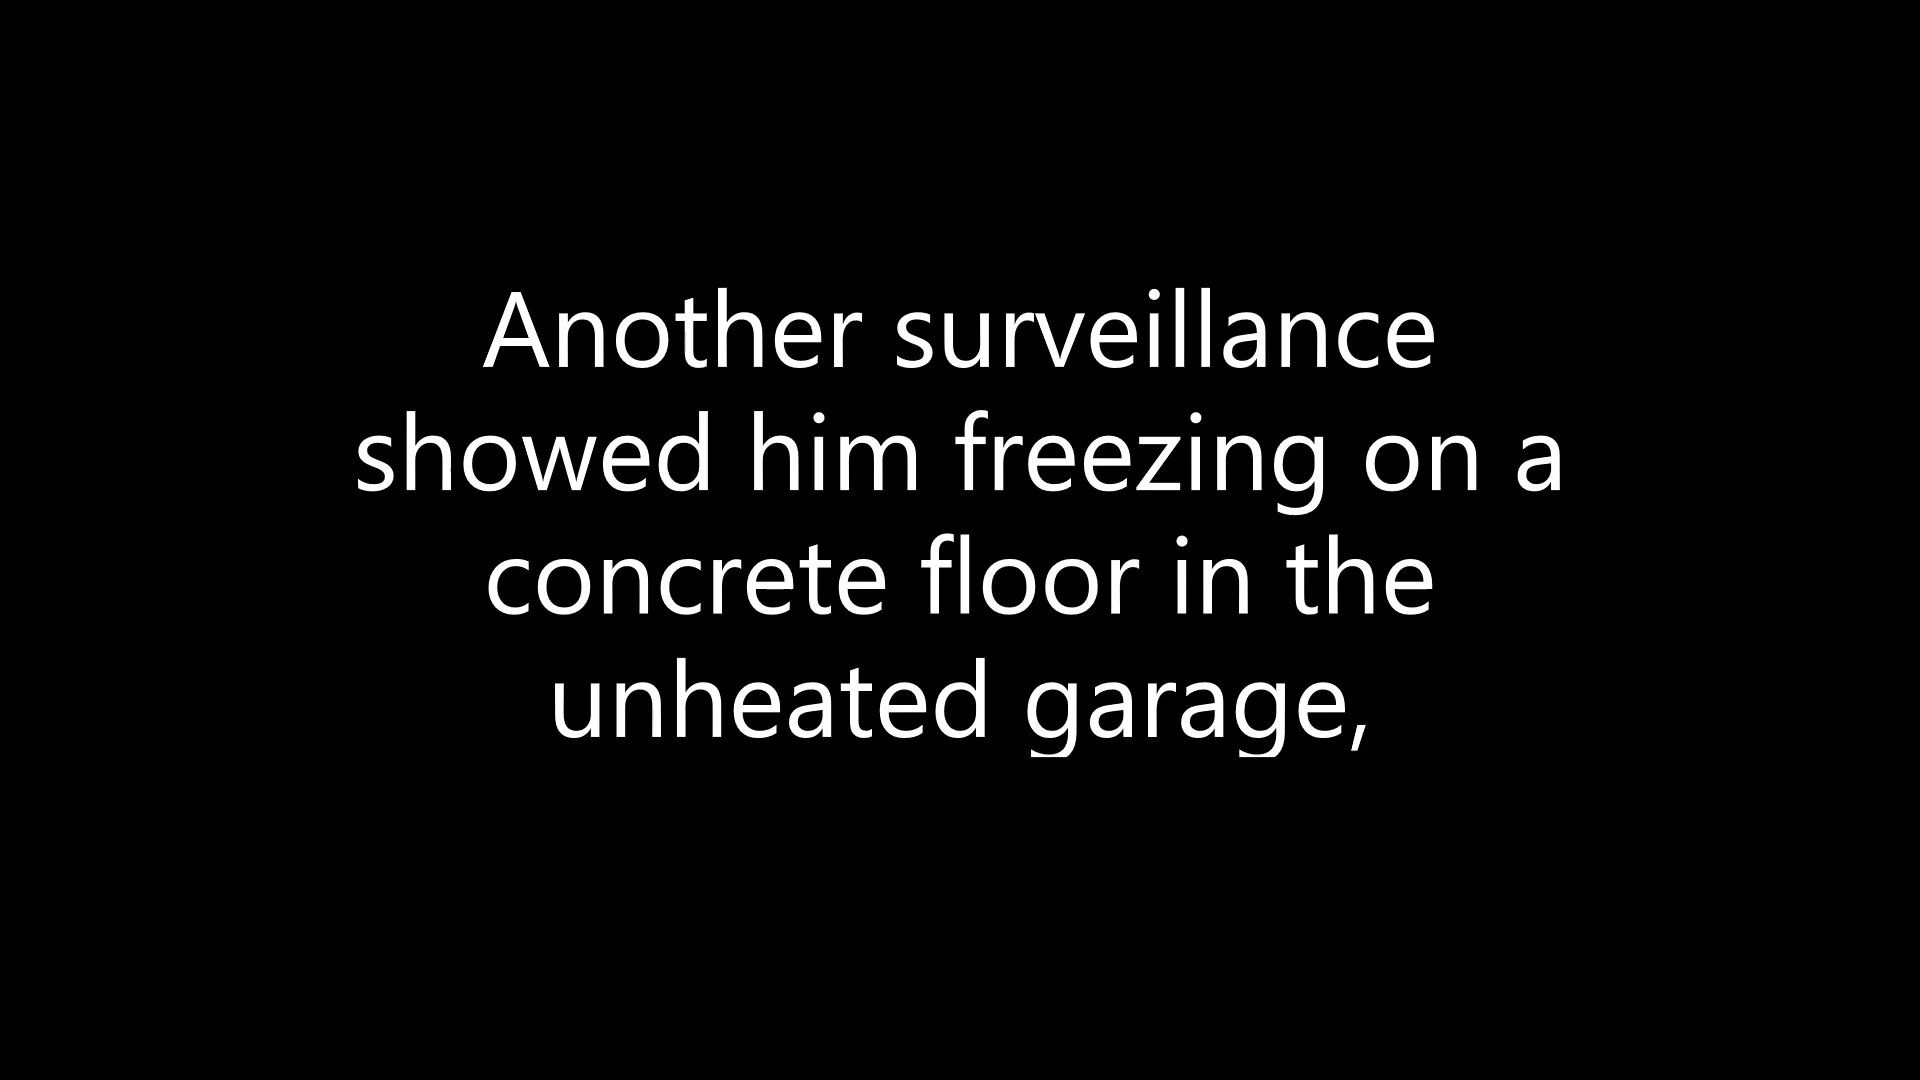 Another surveillance
showed him freezing on a
concrete floor in the
unheated garage,